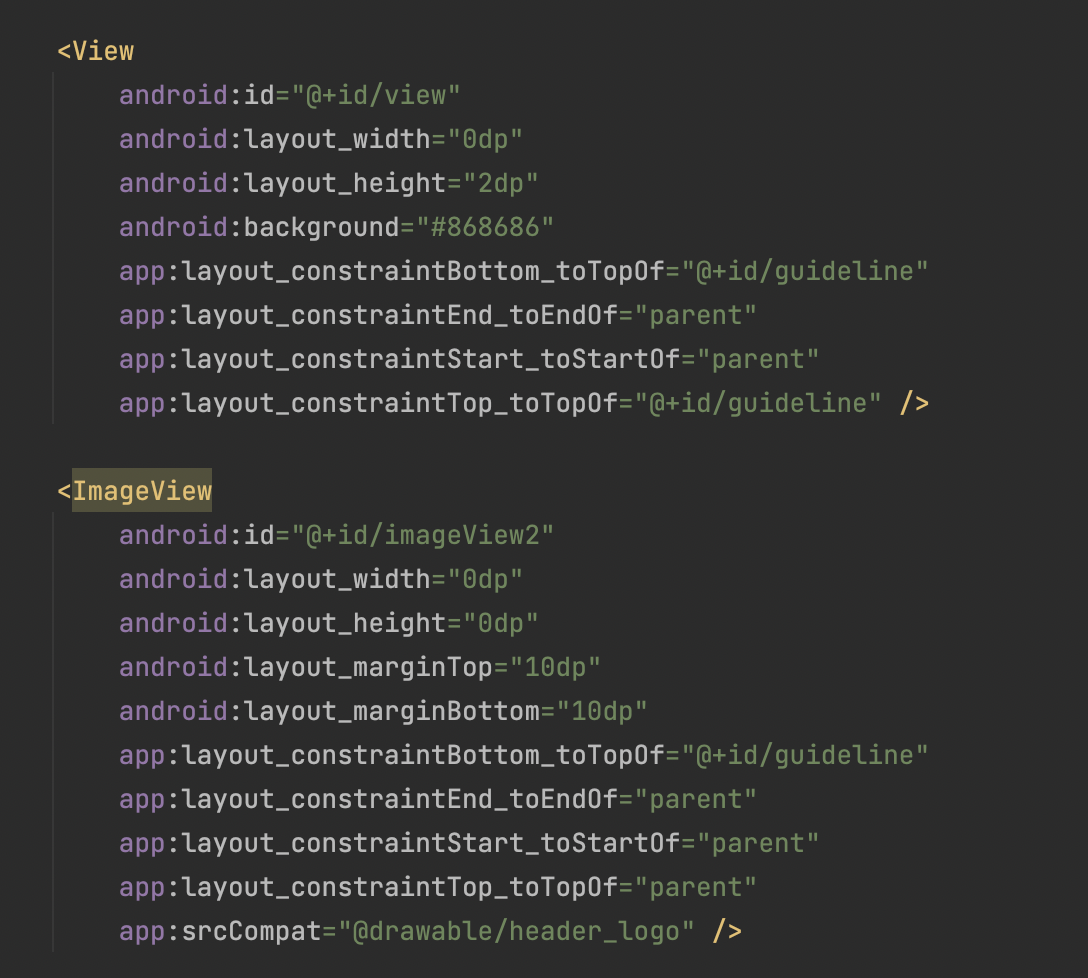 <View
android:id="@+id/view"
android:layout_width="0dp"
android:layout_height="2dp"
android:background="#868686"
app:layout_constraintBottom_toTopOf="@+id/guideline"
app:layout_constraintEnd_toEndOf="parent"
app:layout_constraintStart_toStartOf="parent"
app:layout_constraintTop_toTopOf="@+id/guideline" />
<ImageView
android:id="@+id/imageView2"
android:layout_width="0dp"
android:layout_height="0dp"
android:layout_marginTop="10dp"
android:layout_marginBottom="10dp"
app:layout_constraintBottom_toTopOf="@+id/guideline"
app:layout_constraintEnd_toEndOf="parent"
app:layout_constraintStart_toStartOf="parent"
app:layout_constraintTop_toTopOf="parent"
app:srcCompat="@drawable/header_logo" />